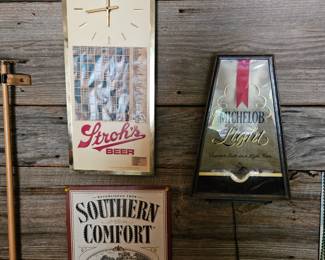 Stroh's
BEER
MICHELOB
Light
SOUTHERN
COMFORT